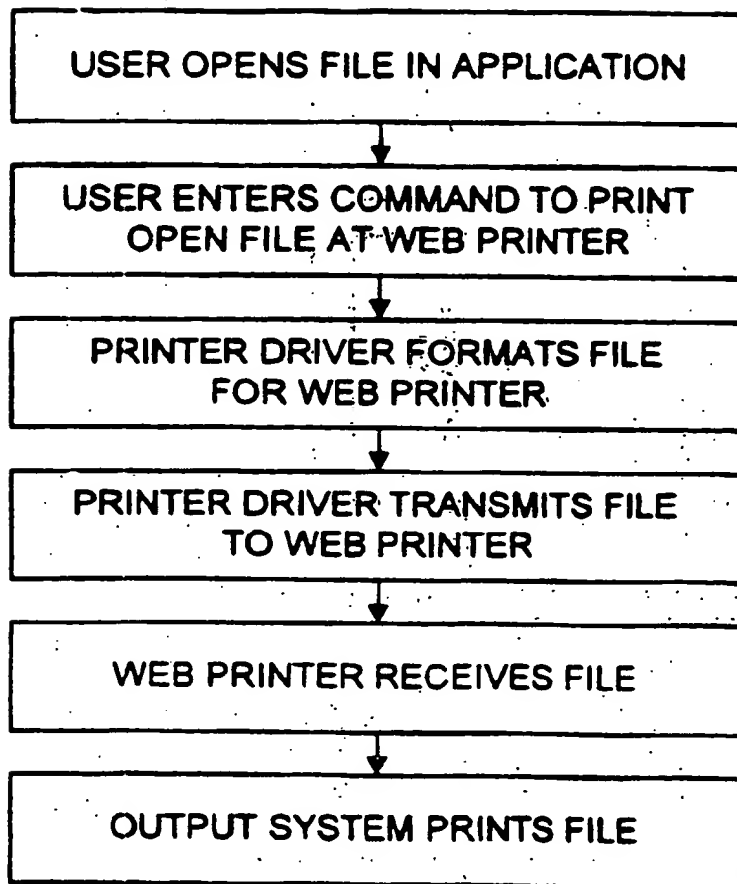 USER OPENS FILE IN APPLICATION
USER ENTERS COMMAND TO PRINT
OPEN FILE AT WEB PRINTER
PRINTER DRIVER FORMATS FILE
FOR WEB PRINTER
PRINTER DRIVER TRANSMITS FILE
TO WEB PRINTER
WEB PRINTER RECEIVES FILE
OUTPUT SYSTEM PRINTS FILE